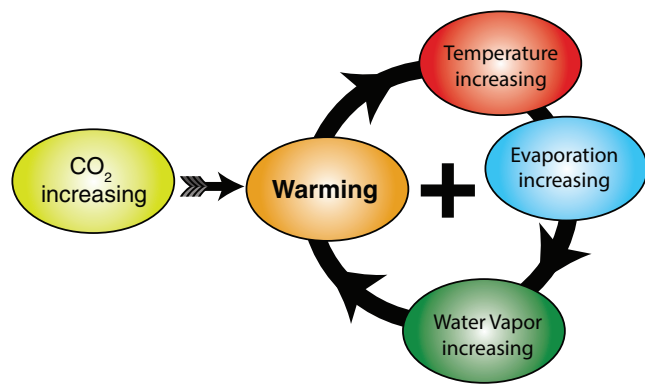 Temperature
increasing
CO₂
increasing
Warming
+
Evaporation
increasing
Water Vapor
increasing